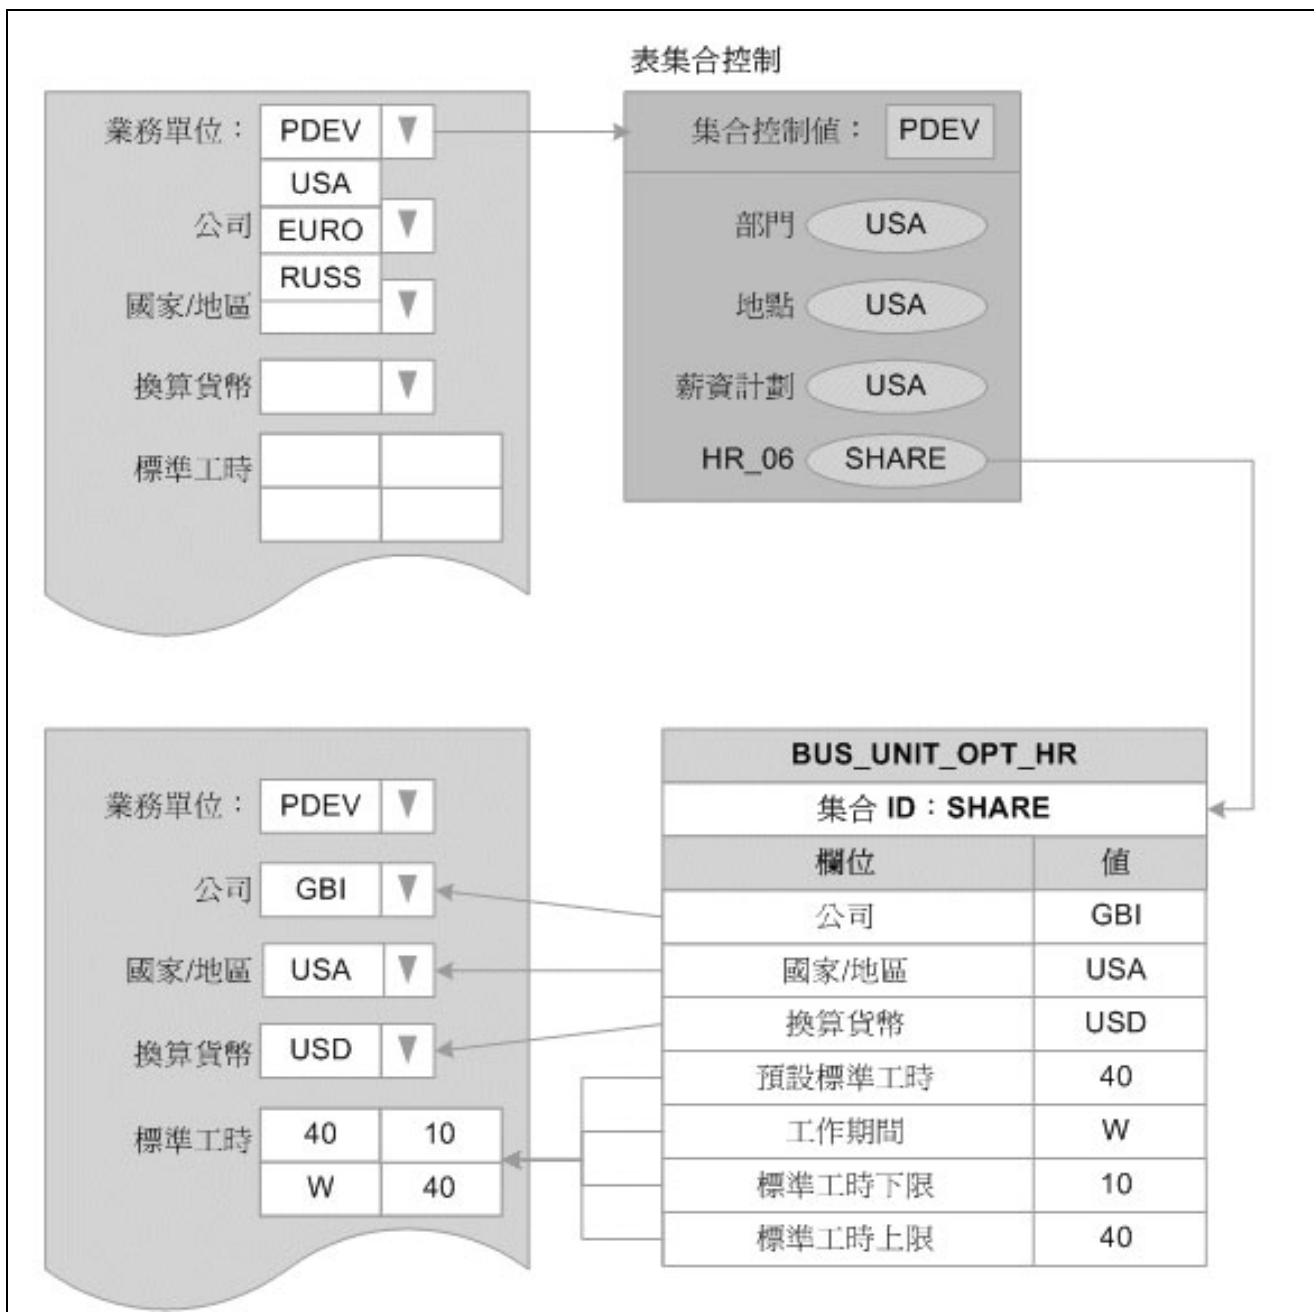 表集合控制
業務單位： PDEV
USA
公司 EURO
RUSS
國家/地區
換算貨幣
標準工時
集合控制值： PDEV
部門 USA
地點 USA
薪資計劃 USA
HR_06 SHARE
業務單位： PDEV
公司 GBI
國家/地區 USA
換算貨幣 USD
標準工時 40 10
W 40
BUS_UNIT_OPT_HR
集合 ID：SHARE
欄位 值
公司 GBI
國家/地區 USA
換算貨幣 USD
預設標準工時 40
工作期間 W
標準工時下限 10
標準工時上限 40